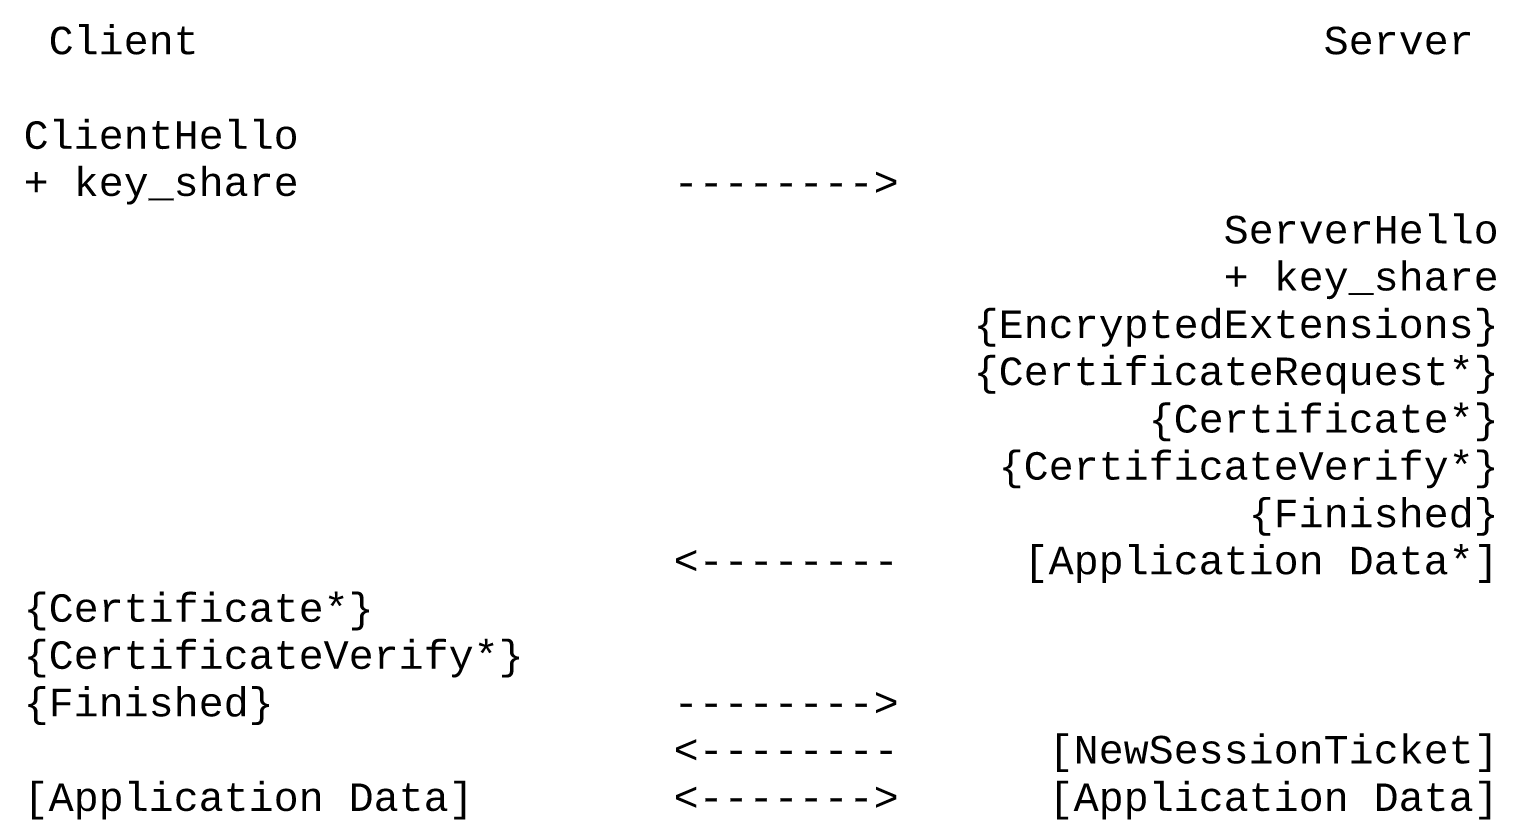 Client Server
ClientHello
+ key_share -------->
ServerHello
+ key_share
{EncryptedExtensions}
{CertificateRequest*}
{Certificate*}
{CertificateVerify*}
{Finished}
<-------- [Application Data*]
{Certificate*}
{CertificateVerify*}
{Finished} -------->
<-------- [NewSessionTicket]
[Application Data] <-------> [Application Data]